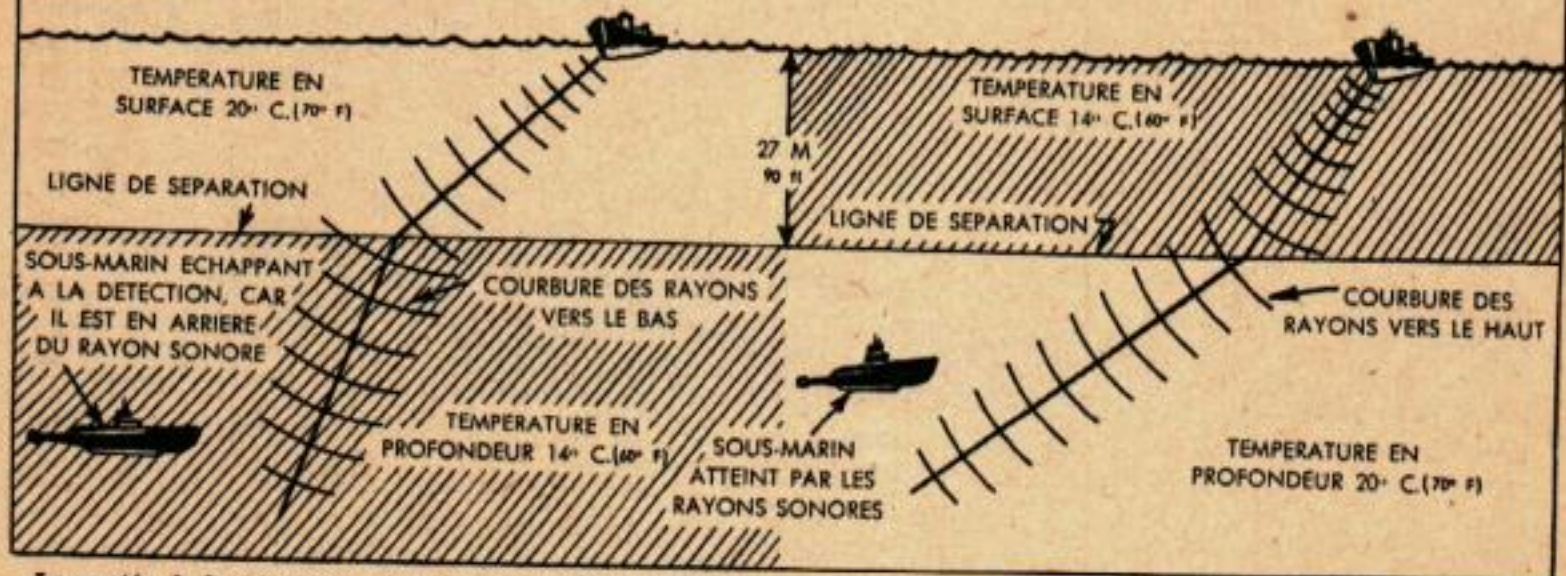 TEMPERATURE EN
SURFACE 20° C.(70° F)
LIGNE DE SEPARATION
SOUS-MARIN ECHAPPANT
A LA DETECTION, CAR
IL EST EN ARRIERE
DU RAYON SONORE
COURBURE DES RAYONS
VERS LE BAS
TEMPERATURE EN
PROFONDEUR 14° C.(60° F)
27 M
90 ft
TEMPERATURE EN
SURFACE 14° C.(60° F)
LIGNE DE SEPARATION
COURBURE DES
RAYONS VERS LE HAUT
SOUS-MARIN
ATTEINT PAR LES
RAYONS SONORES
TEMPERATURE EN
PROFONDEUR 20° C.(70° F)